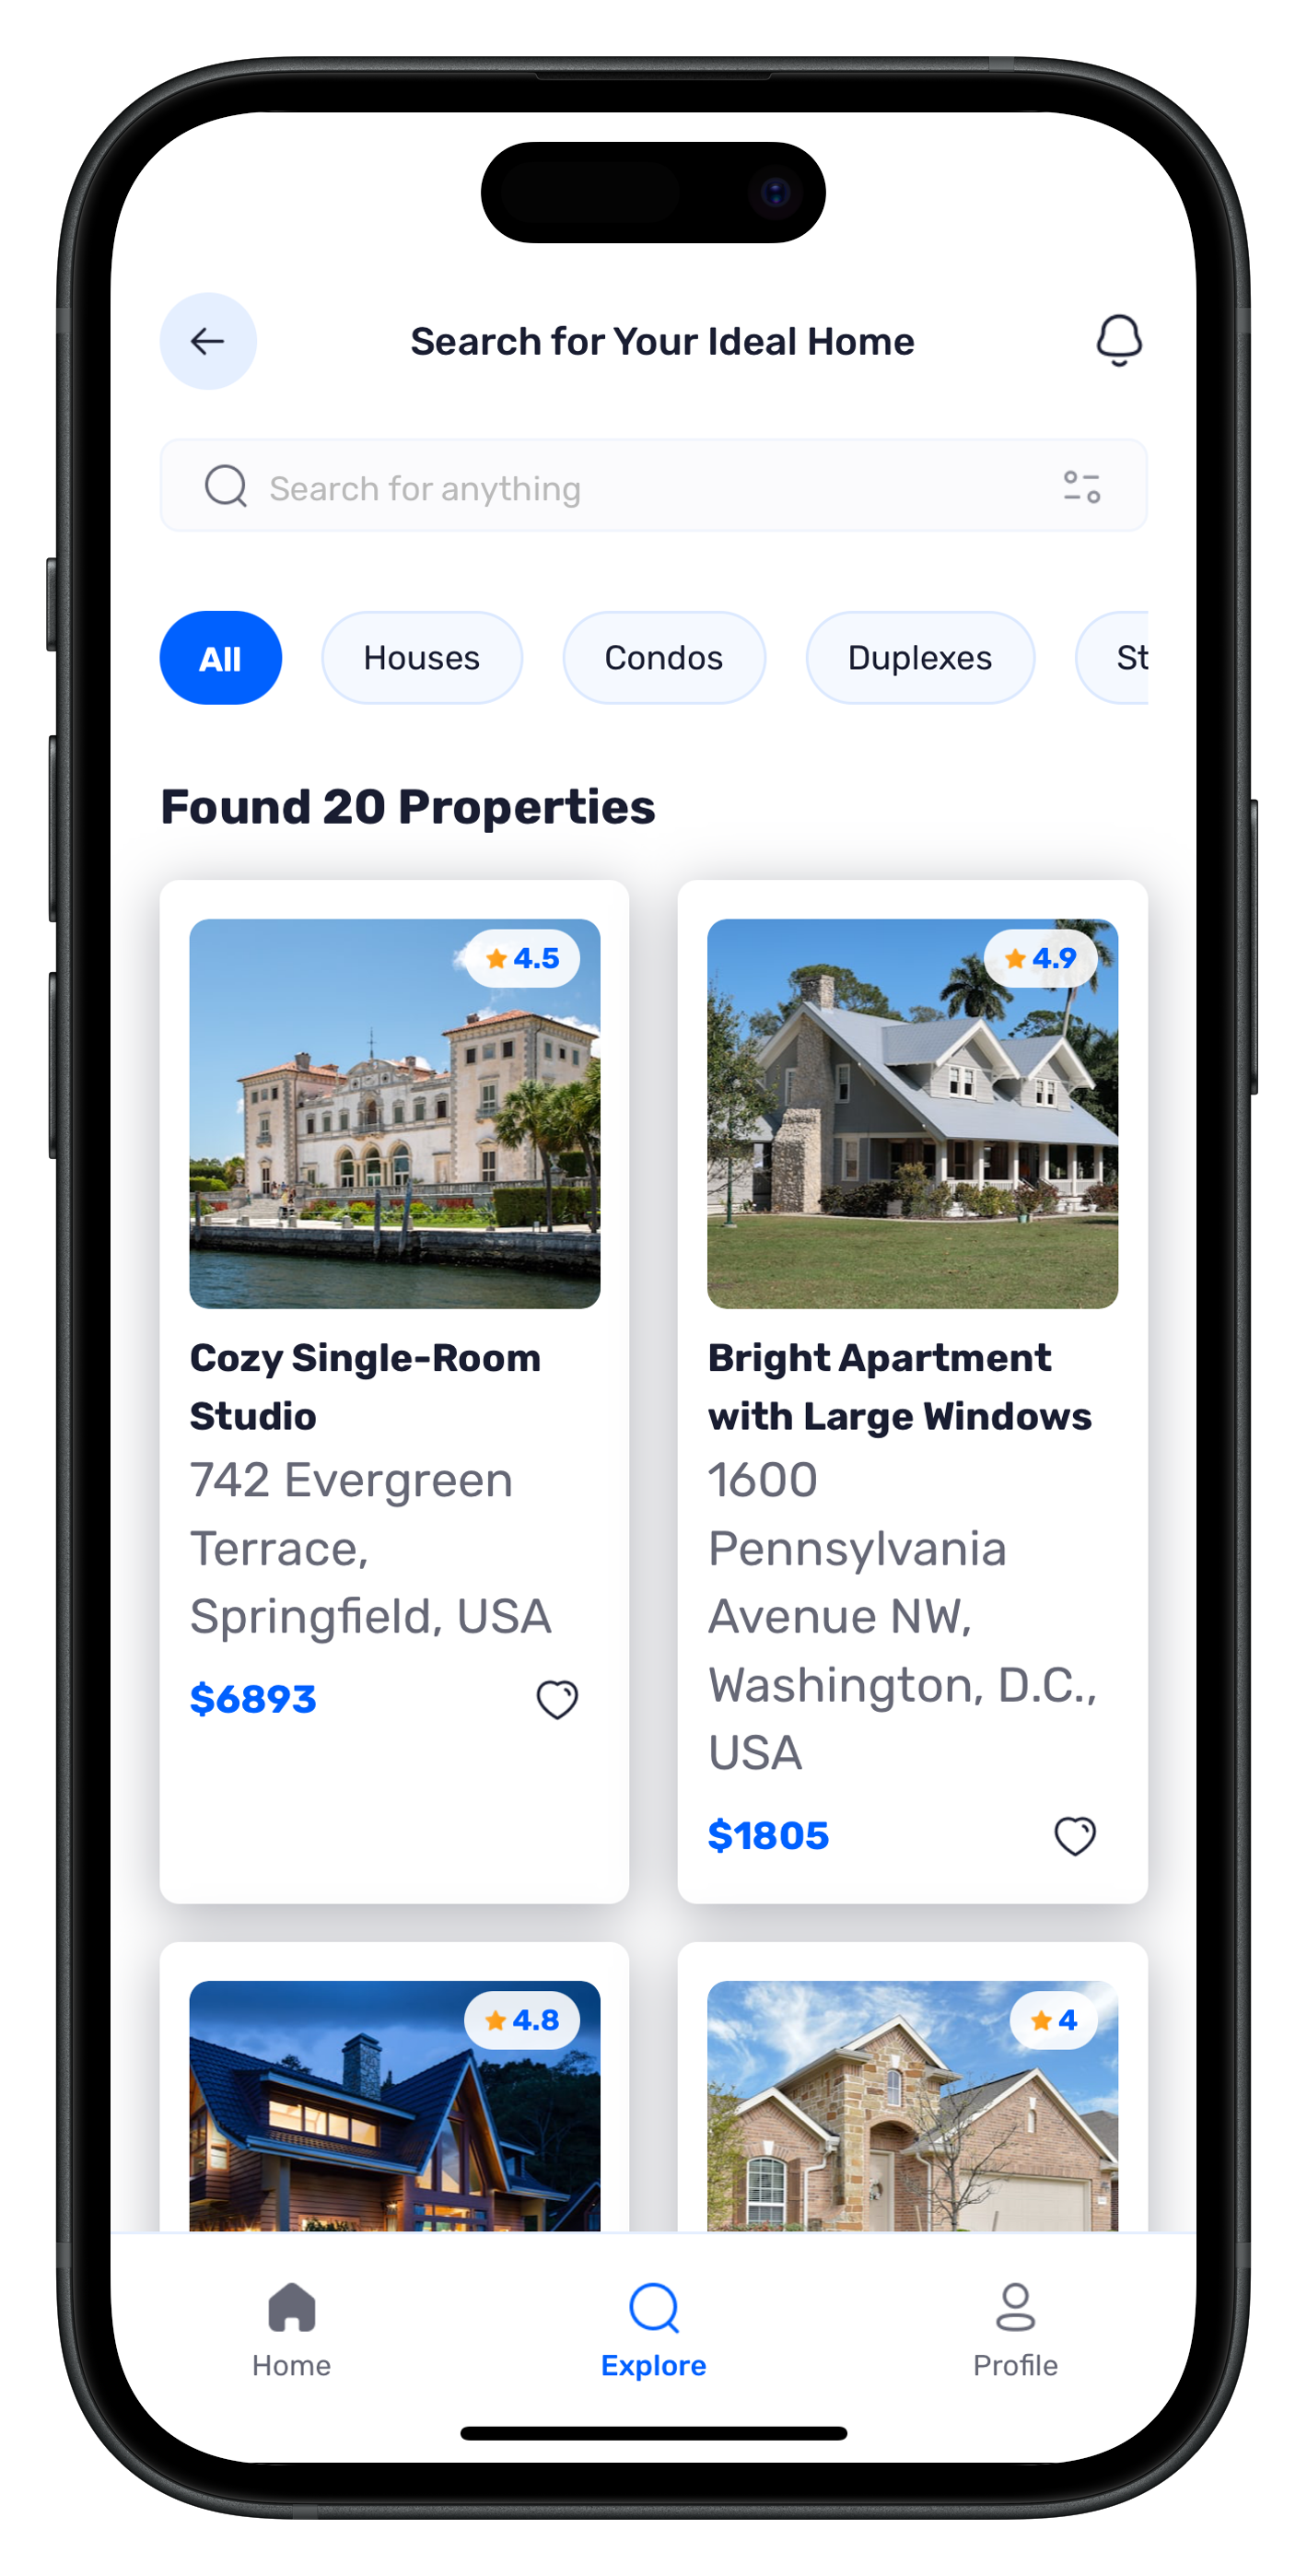 Search for Your Ideal Home
Search for anything
All
Houses
Condos
Duplexes
St
Found 20 Properties
4.5
Cozy Single-Room
Studio
742 Evergreen
Terrace,
Springfield, USA
$6893
4.9
Bright Apartment
with Large Windows
1600
Pennsylvania
Avenue NW,
Washington, D.C.,
USA
$1805
4.8
4
Home
Explore
Profile